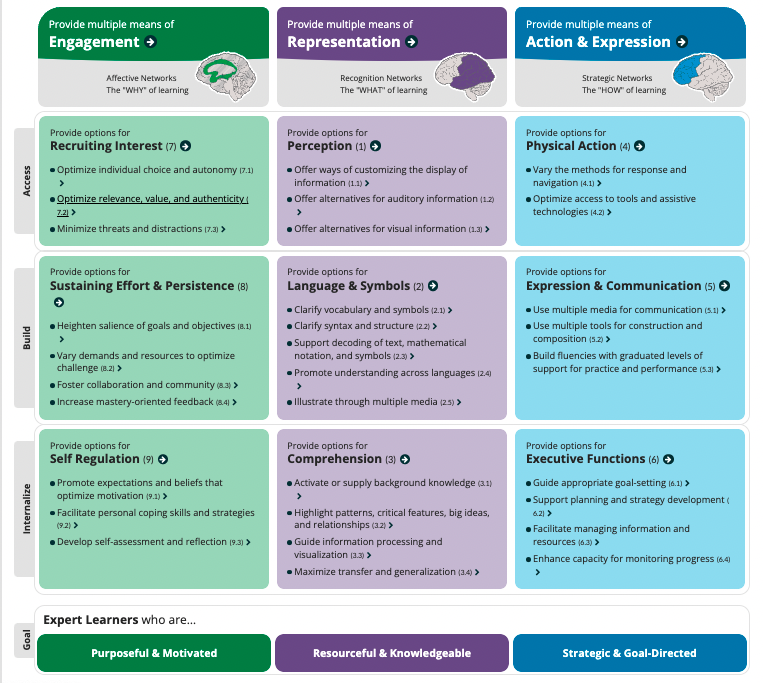 Provide multiple means of
Engagement
Affective Networks
The "WHY" of learning
Provide multiple means of
Representation
Recognition Networks
The "WHAT" of learning
Provide multiple means of
Action & Expression
Strategic Networks
The "HOW" of learning
Access
Provide options for
Recruiting Interest (7)
Optimize individual choice and autonomy (7.1)
Optimize relevance, value, and authenticity (
7.2)
Minimize threats and distractions (7.3)
Provide options for
Perception (1)
Offer ways of customizing the display of
information (1.1)
Offer alternatives for auditory information (1.2)
Offer alternatives for visual information (1.3)
Provide options for
Physical Action (4)
Vary the methods for response and
navigation (4.1)
Optimize access to tools and assistive
technologies (4.2)
Build
Provide options for
Sustaining Effort & Persistence (8)
Heighten salience of goals and objectives (8.1)
Vary demands and resources to optimize
challenge (8.2)
Foster collaboration and community (8.3)
Increase mastery-oriented feedback (8.4)
Provide options for
Language & Symbols (2)
Clarify vocabulary and symbols (2.1)
Clarify syntax and structure (2.2)
Support decoding of text, mathematical
notation, and symbols (2.3)
Promote understanding across languages (2.4)
Illustrate through multiple media (2.5)
Provide options for
Expression & Communication (5)
Use multiple media for communication (5.1)
Use multiple tools for construction and
composition (5.2)
Build fluencies with graduated levels of
support for practice and performance (5.3)
Internalize
Provide options for
Self Regulation (9)
Promote expectations and beliefs that
optimize motivation (9.1)
Facilitate personal coping skills and strategies
(9.2)
Develop self-assessment and reflection (9.3)
Provide options for
Comprehension (3)
Activate or supply background knowledge (3.1)
Highlight patterns, critical features, big ideas,
and relationships (3.2)
Guide information processing and
visualization (3.3)
Maximize transfer and generalization (3.4)
Provide options for
Executive Functions (6)
Guide appropriate goal-setting (6.1)
Support planning and strategy development (
6.2)
Facilitate managing information and
resources (6.3)
Enhance capacity for monitoring progress (6.4)
Goal
Expert Learners who are...
Purposeful & Motivated
Resourceful & Knowledgeable
Strategic & Goal-Directed